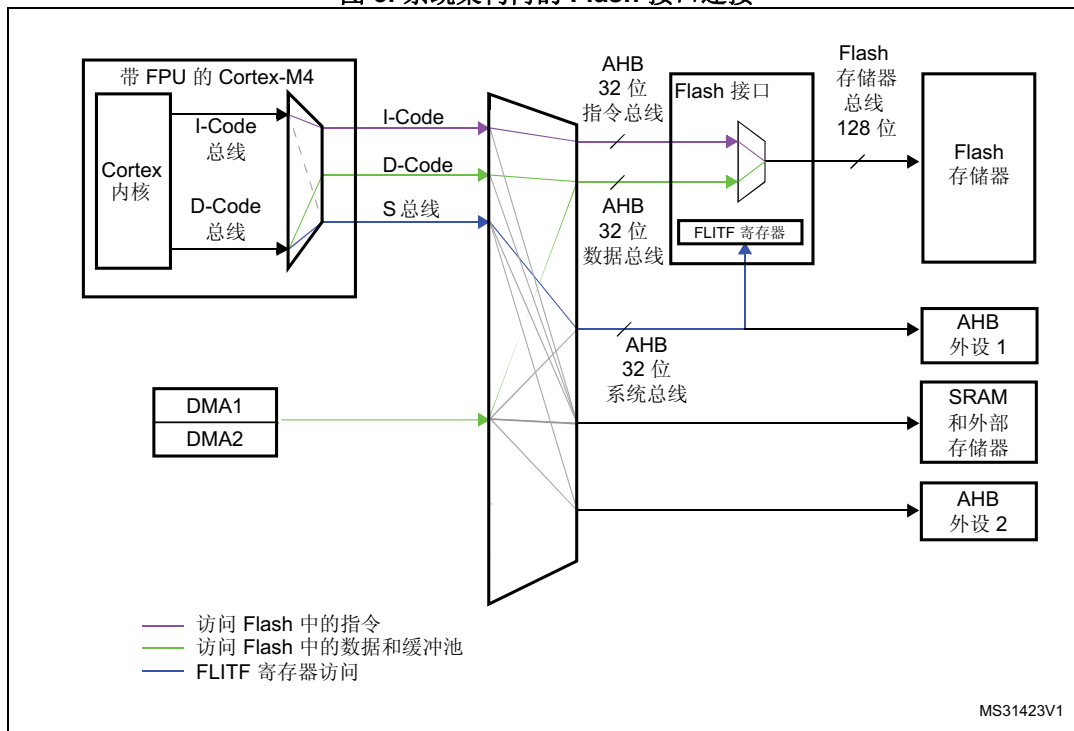 带 FPU 的 Cortex-M4
Cortex
内核
I-Code
总线
D-Code
总线
I-Code
D-Code
S 总线
DMA1
DMA2
AHB
32 位
指令总线
AHB
32 位
数据总线
AHB
32 位
系统总线
Flash 接口
FLITF 寄存器
Flash
存储器
总线
128 位
Flash
存储器
AHB
外设 1
SRAM
和外部
存储器
AHB
外设 2
访问 Flash 中的指令
访问 Flash 中的数据和缓冲池
FLITF 寄存器访问
MS31423V1